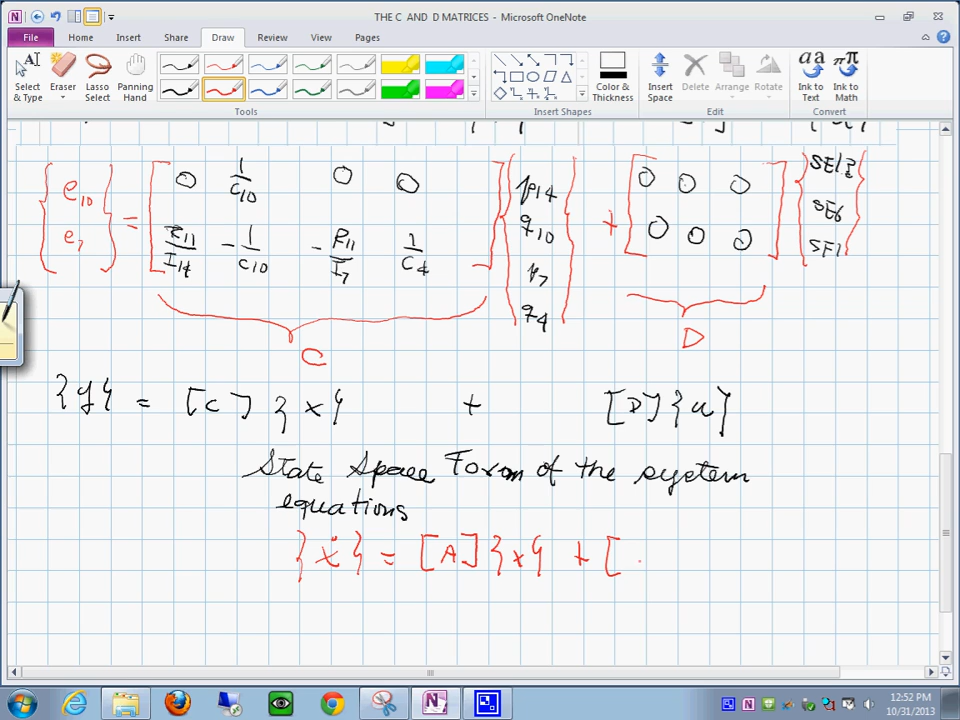 THE C AND D MATRICES - Microsoft OneNote
File Home Insert Share Draw Review View Pages
Select & Type Eraser Lasso Select Panning Hand Color & Thickness Insert Space Delete Arrange Rotate Ink to Text Ink to Math
Tools Insert Shapes Edit Convert
{e10 = [0 1/C10 0 0] {p14 + [0 0 0] {SE12
e7} [R11/I14 -1/C10 -R11/I7 1/C4] q10 [0 0 0] SE6
p7 SF1}
q4}
C D
{y} = [C] {x} + [D]{u}
State Space Form of the system
equations
{ẋ} = [A]{x} + [
12:52 PM
10/31/2013